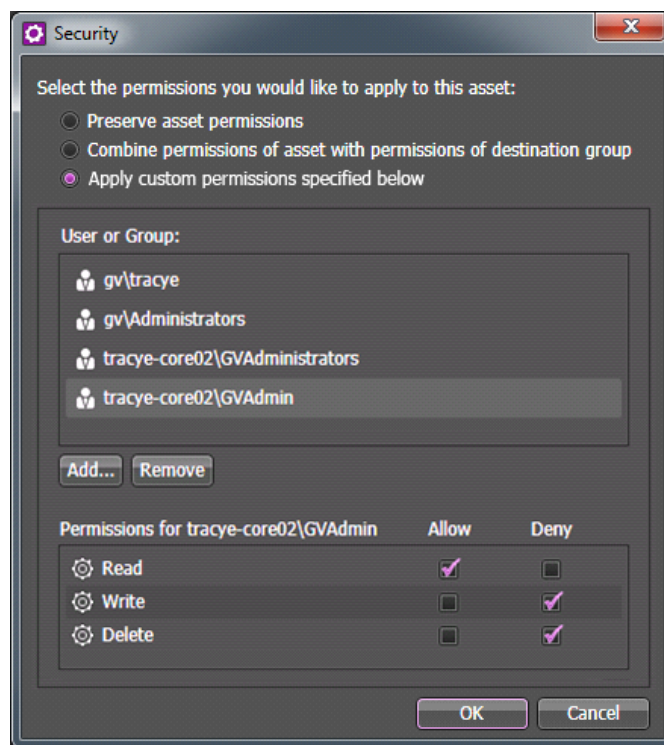 Security
Select the permissions you would like to apply to this asset:
Preserve asset permissions
Combine permissions of asset with permissions of destination group
Apply custom permissions specified below
User or Group:
gv\tracye
gv\Administrators
tracye-core02\GVAdministrators
tracye-core02\GVAdmin
Add... Remove
Permissions for tracye-core02\GVAdmin Allow Deny
Read
Write
Delete
OK Cancel